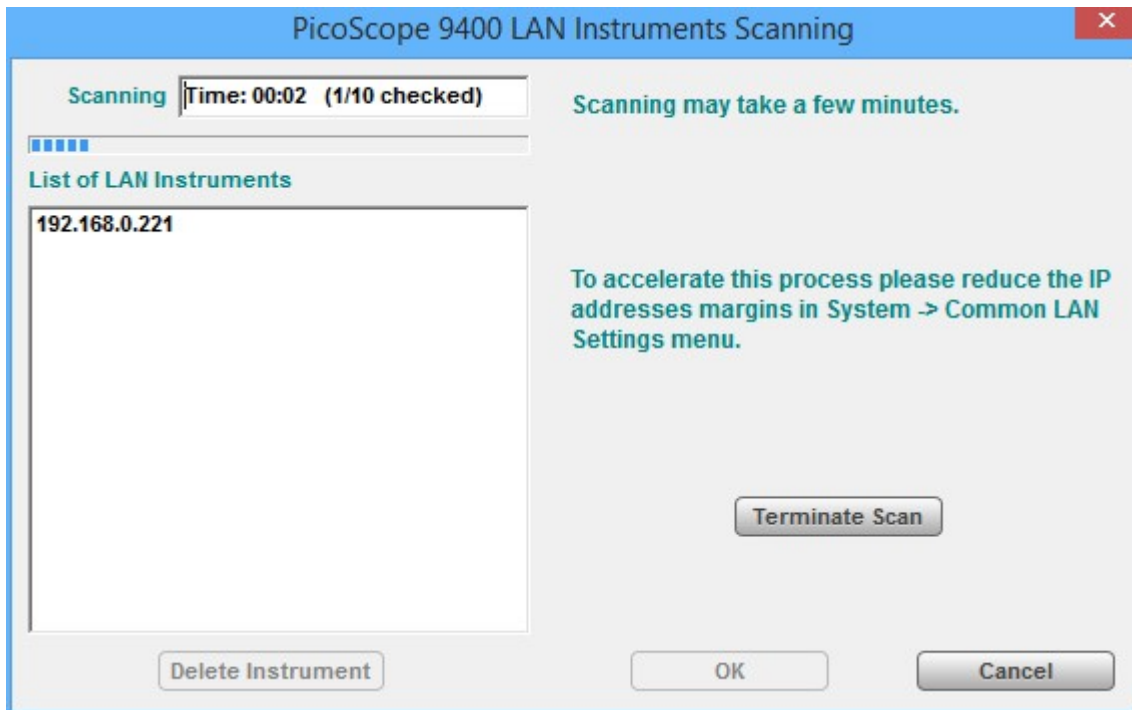 PicoScope 9400 LAN Instruments Scanning
Scanning Time: 00:02 (1/10 checked)
Scanning may take a few minutes.
List of LAN Instruments
192.168.0.221
To accelerate this process please reduce the IP
addresses margins in System -> Common LAN
Settings menu.
Terminate Scan
Delete Instrument
OK
Cancel